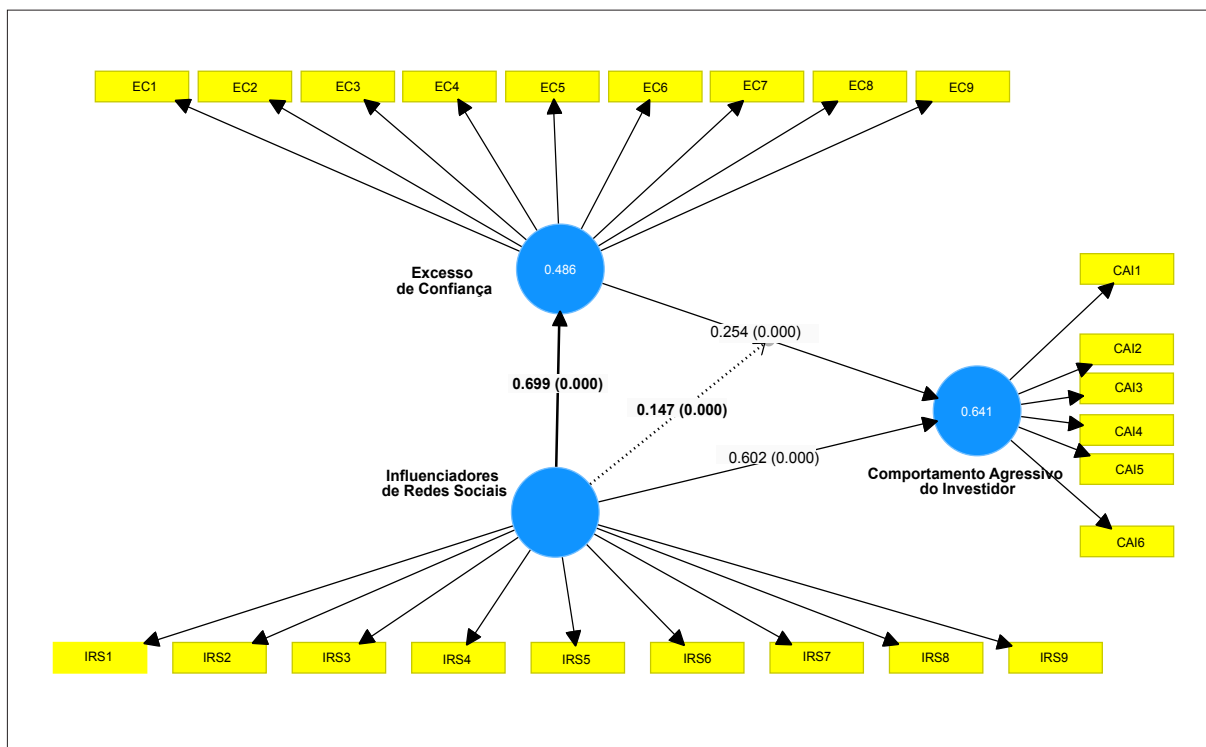 EC1 EC2 EC3 EC4 EC5 EC6 EC7 EC8 EC9
Excesso
de Confiança
0.486
CAI1
0.254 (0.000)
CAI2
CAI3
0.699 (0.000)
0.147 (0.000)
0.641
CAI4
0.602 (0.000)
CAI5
Comportamento Agressivo
do Investidor
Influenciadores
de Redes Sociais
CAI6
IRS1 IRS2 IRS3 IRS4 IRS5 IRS6 IRS7 IRS8 IRS9